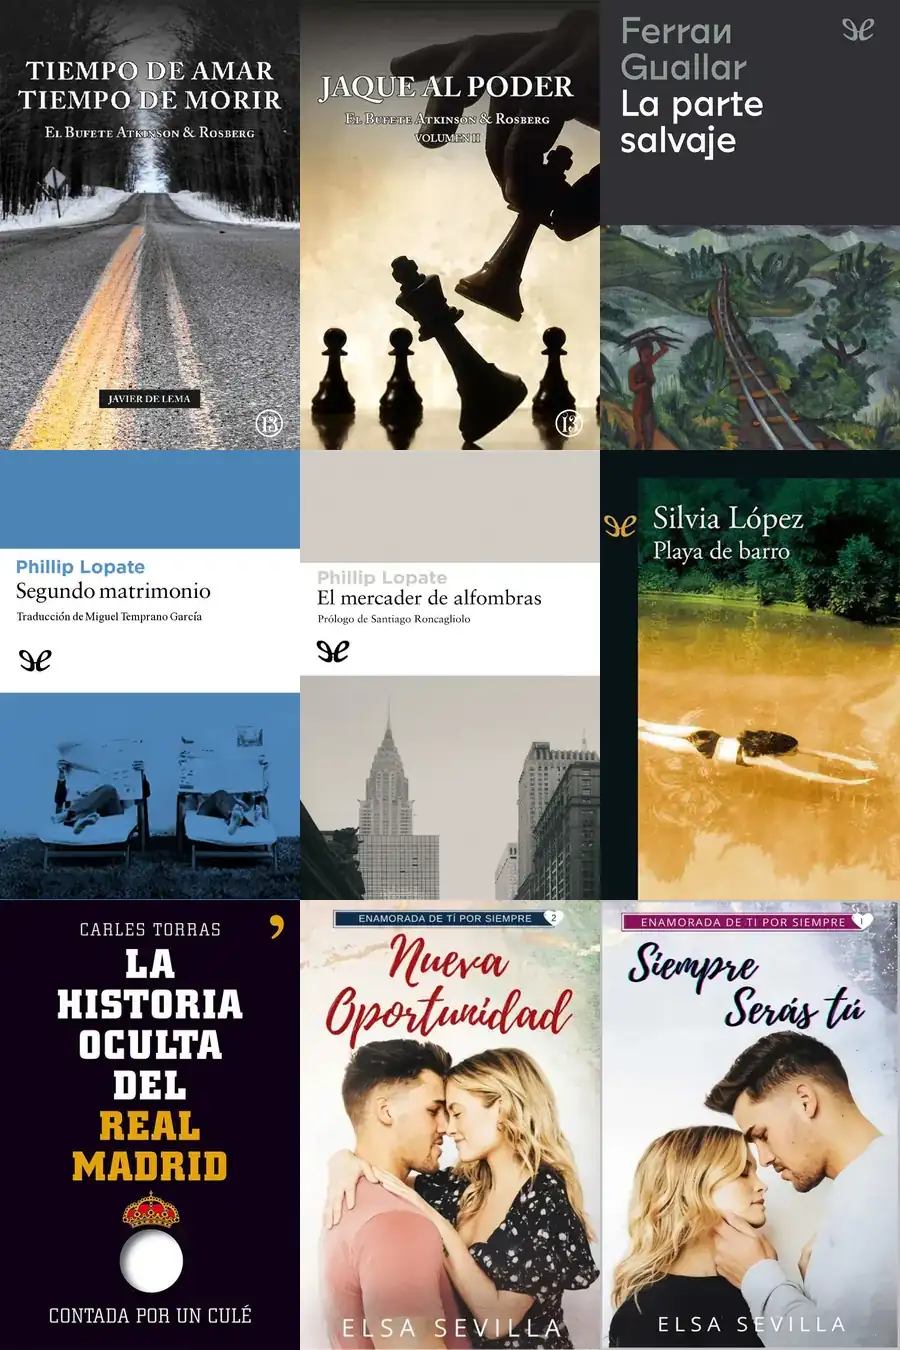 TIEMPO DE AMAR
TIEMPO DE MORIR
EL BUFETE ATKINSON & ROSBERG
JAVIER DE LEMA
13
JAQUE AL PODER
EL BUFETE ATKINSON & ROSBERG
VOLUMEN II
13
Ferran
Guallar
La parte
salvaje
Phillip Lopate
Segundo matrimonio
Traducción de Miguel Temprano García
Phillip Lopate
El mercader de alfombras
Prólogo de Santiago Roncagliolo
Silvia López
Playa de barro
CARLES TORRAS
LA
HISTORIA
OCULTA
DEL
REAL
MADRID
CONTADA POR UN CULÉ
ENAMORADA DE TÍ POR SIEMPRE 2
Nueva
Oportunidad
ELSA SEVILLA
ENAMORADA DE TI POR SIEMPRE 1
Siempre
Serás tú
ELSA SEVILLA